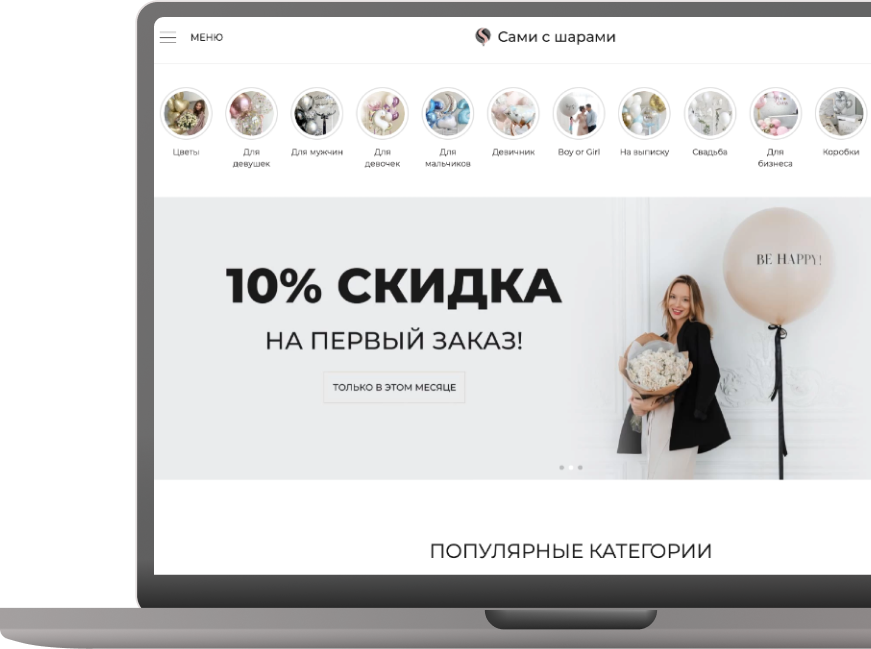 МЕНЮ
Сами с шарами
Цветы
Для
девушек
Для мужчин
Для
девочек
Для
мальчиков
Девичник
Boy or Girl
На выписку
Свадьба
Для
бизнеса
Коробки
10% СКИДКА
НА ПЕРВЫЙ ЗАКАЗ!
ТОЛЬКО В ЭТОМ МЕСЯЦЕ
BE HAPPY!
ПОПУЛЯРНЫЕ КАТЕГОРИИ